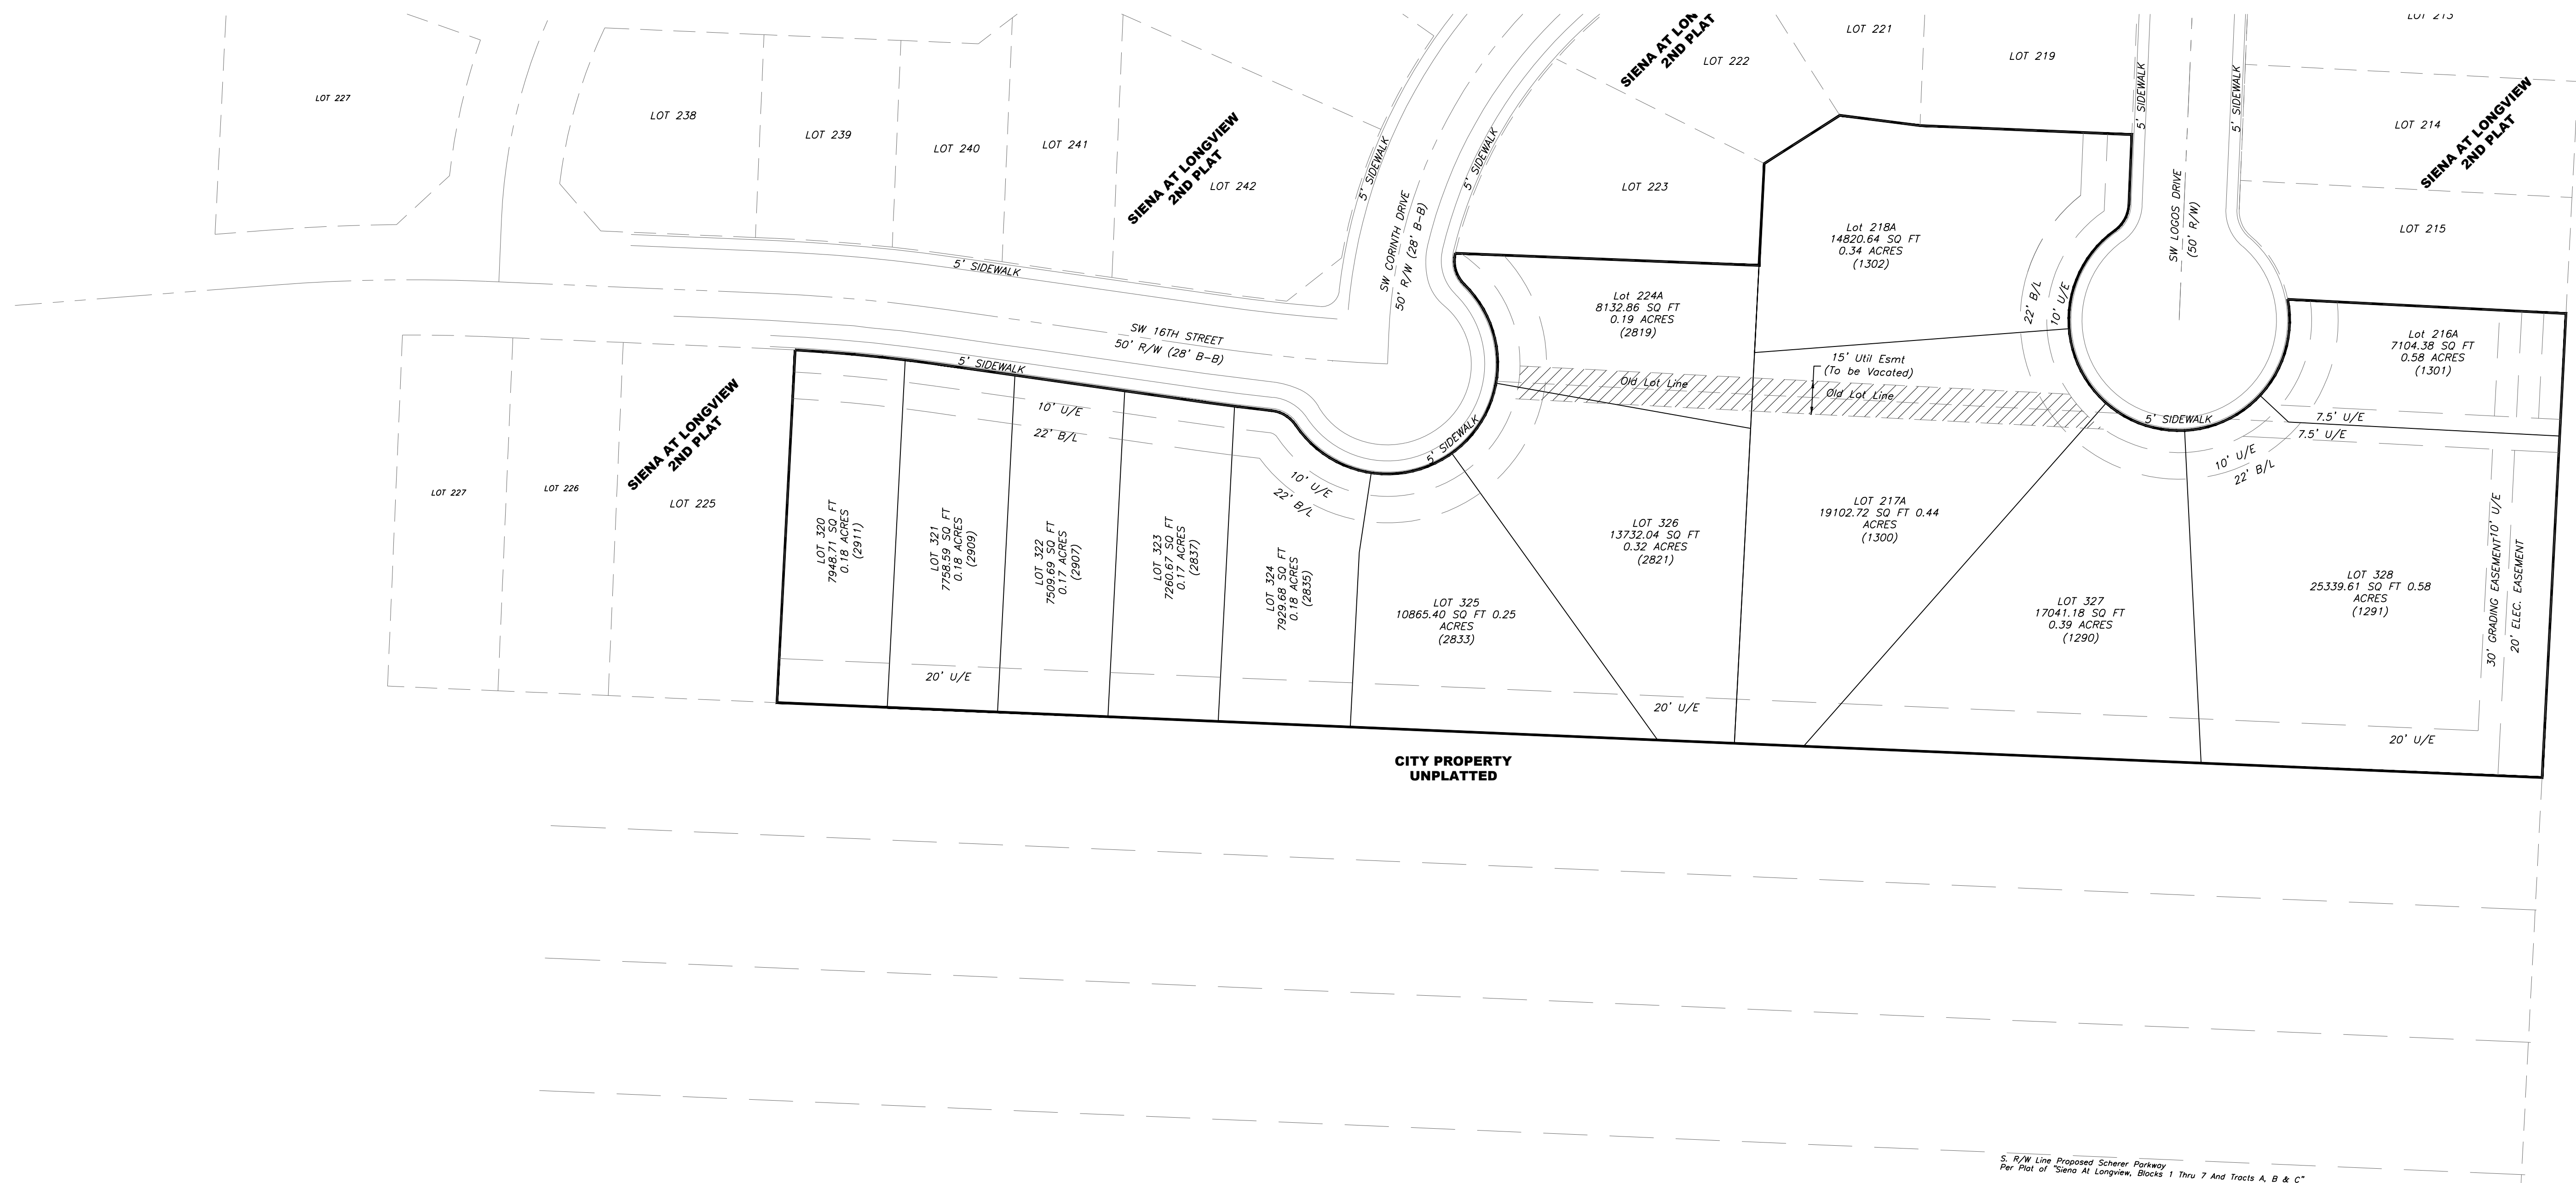 LOT 227
LOT 238
LOT 239
LOT 240
LOT 241
SIENA AT LONGVIEW
2ND PLAT
LOT 242
5' SIDEWALK
5' SIDEWALK
5' SIDEWALK
SW CORINTH DRIVE
50' R/W (28' B-B)
SW 16TH STREET
50' R/W (28' B-B)
SIENA AT LON
2ND PLAT
LOT 222
LOT 221
LOT 219
LOT 223
5' SIDEWALK
5' SIDEWALK
SW LOGOS DRIVE
(50' R/W)
LOT 213
LOT 214
SIENA AT LONGVIEW
2ND PLAT
LOT 215
Lot 218A
14820.64 SQ FT
0.34 ACRES
(1302)
22' B/L
10' U/E
Lot 224A
8132.86 SQ FT
0.19 ACRES
(2819)
Lot 216A
7104.38 SQ FT
0.58 ACRES
(1301)
15' Util Esmt
(To be Vacated)
Old Lot Line
Old Lot Line
5' SIDEWALK
7.5' U/E
7.5' U/E
10' U/E
22' B/L
5' SIDEWALK
10' U/E
22' B/L
5' SIDEWALK
10' U/E
22' B/L
SIENA AT LONGVIEW
2ND PLAT
LOT 227
LOT 226
LOT 225
LOT 320
7948.71 SQ FT
0.18 ACRES
(2911)
LOT 321
7758.59 SQ FT
0.18 ACRES
(2909)
LOT 322
7509.69 SQ FT
0.17 ACRES
(2907)
LOT 323
7260.67 SQ FT
0.17 ACRES
(2837)
LOT 324
7929.68 SQ FT
0.18 ACRES
(2835)
LOT 325
10865.40 SQ FT 0.25
ACRES
(2833)
LOT 326
13732.04 SQ FT
0.32 ACRES
(2821)
LOT 217A
19102.72 SQ FT 0.44
ACRES
(1300)
LOT 327
17041.18 SQ FT
0.39 ACRES
(1290)
LOT 328
25339.61 SQ FT 0.58
ACRES
(1291)
30' GRADING EASEMENT
10' U/E
20' ELEC. EASEMENT
20' U/E
20' U/E
20' U/E
CITY PROPERTY
UNPLATTED
S. R/W Line Proposed Scherer Parkway
Per Plat of "Siena At Longview, Blocks 1 Thru 7 And Tracts A, B & C"